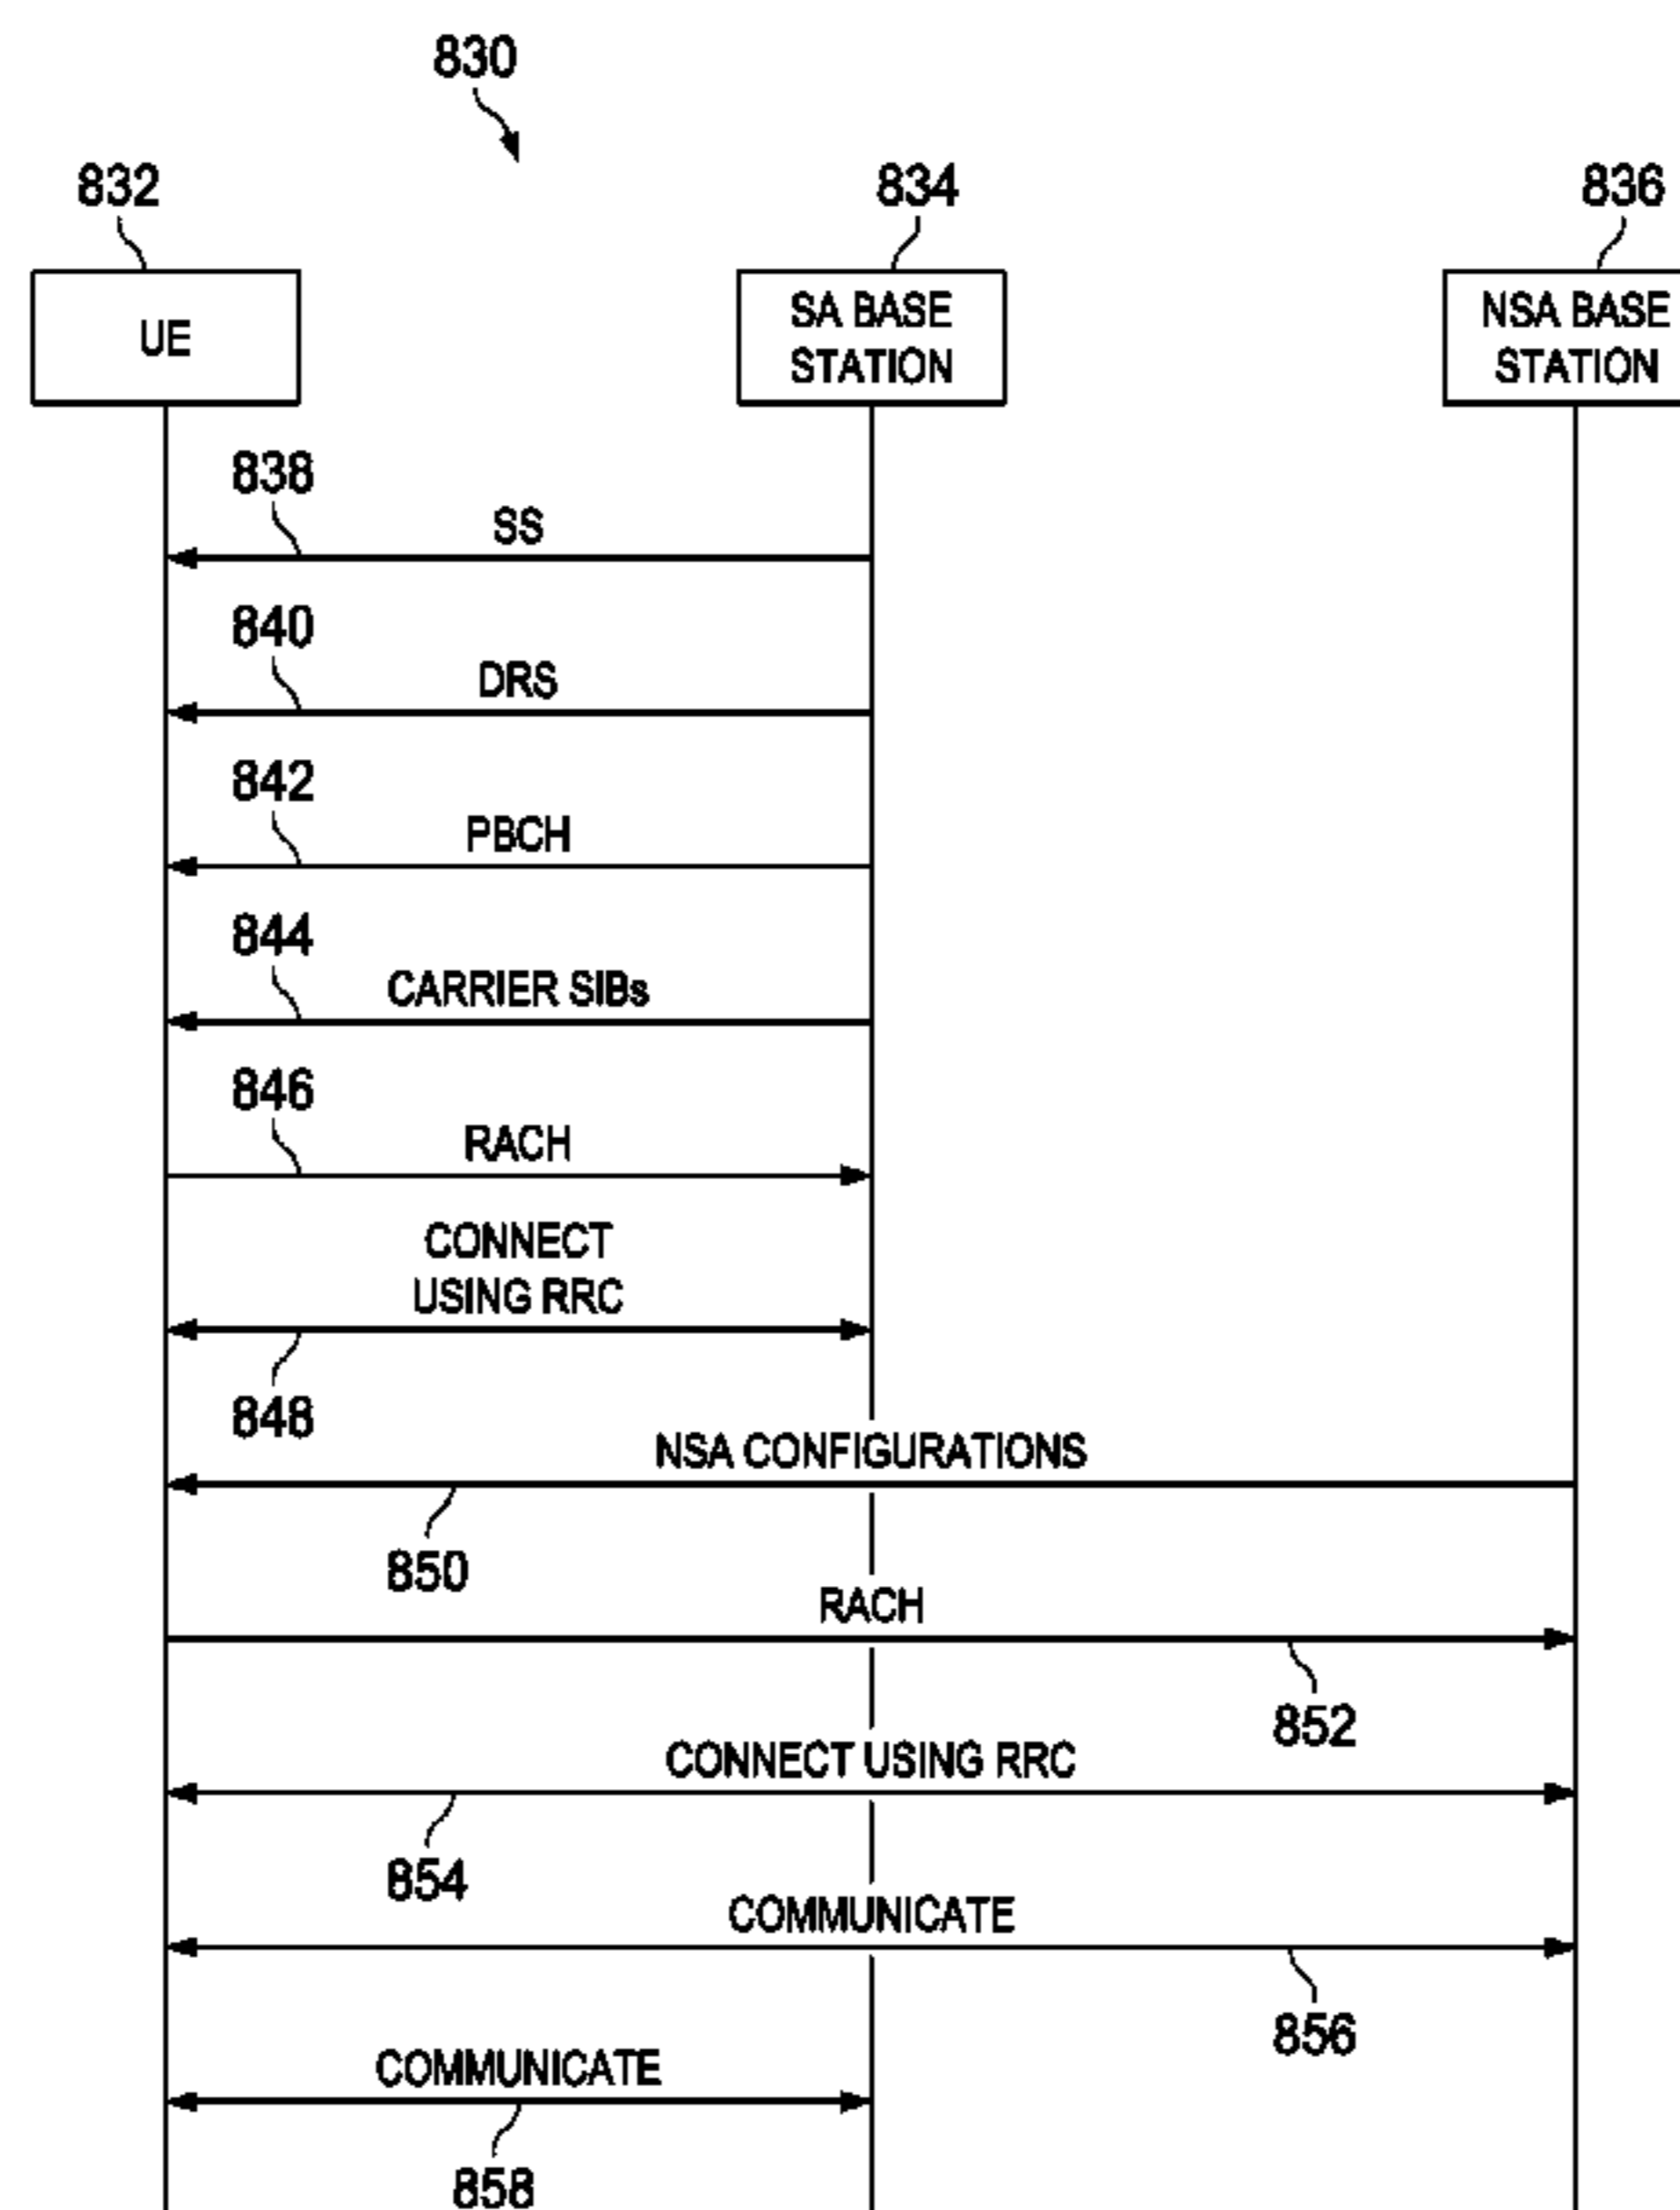 830
832
834
836
UE
SA BASE
STATION
NSA BASE
STATION
838
SS
840
DRS
842
PBCH
844
CARRIER SIBs
846
RACH
CONNECT
USING RRC
848
NSA CONFIGURATIONS
850
RACH
852
CONNECT USING RRC
854
COMMUNICATE
856
COMMUNICATE
858